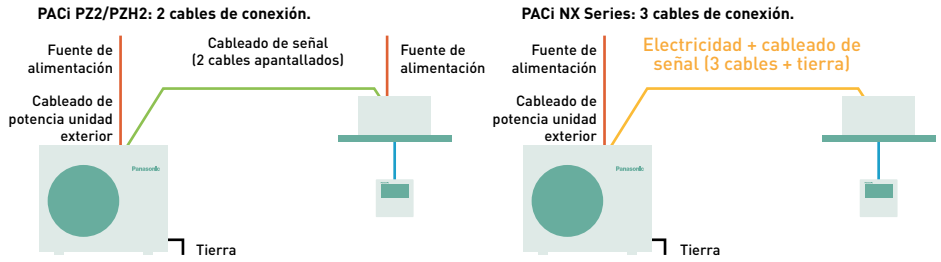 PACi PZ2/PZH2: 2 cables de conexión.
Fuente de
alimentación
Cableado de señal
(2 cables apantallados)
Fuente de
alimentación
Cableado de
potencia unidad
exterior
Panasonic
Tierra
PACi NX Series: 3 cables de conexión.
Fuente de
alimentación
Electricidad + cableado de
señal (3 cables + tierra)
Cableado de
potencia unidad
exterior
Panasonic
Tierra